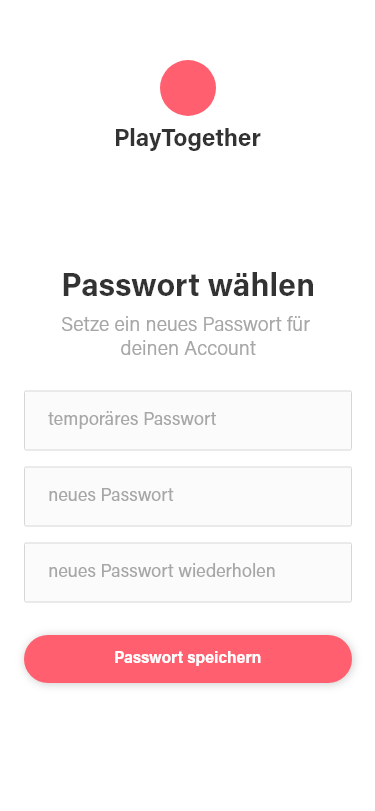 PlayTogether
Passwort wählen
Setze ein neues Passwort für
deinen Account
temporäres Passwort
neues Passwort
neues Passwort wiederholen
Passwort speichern